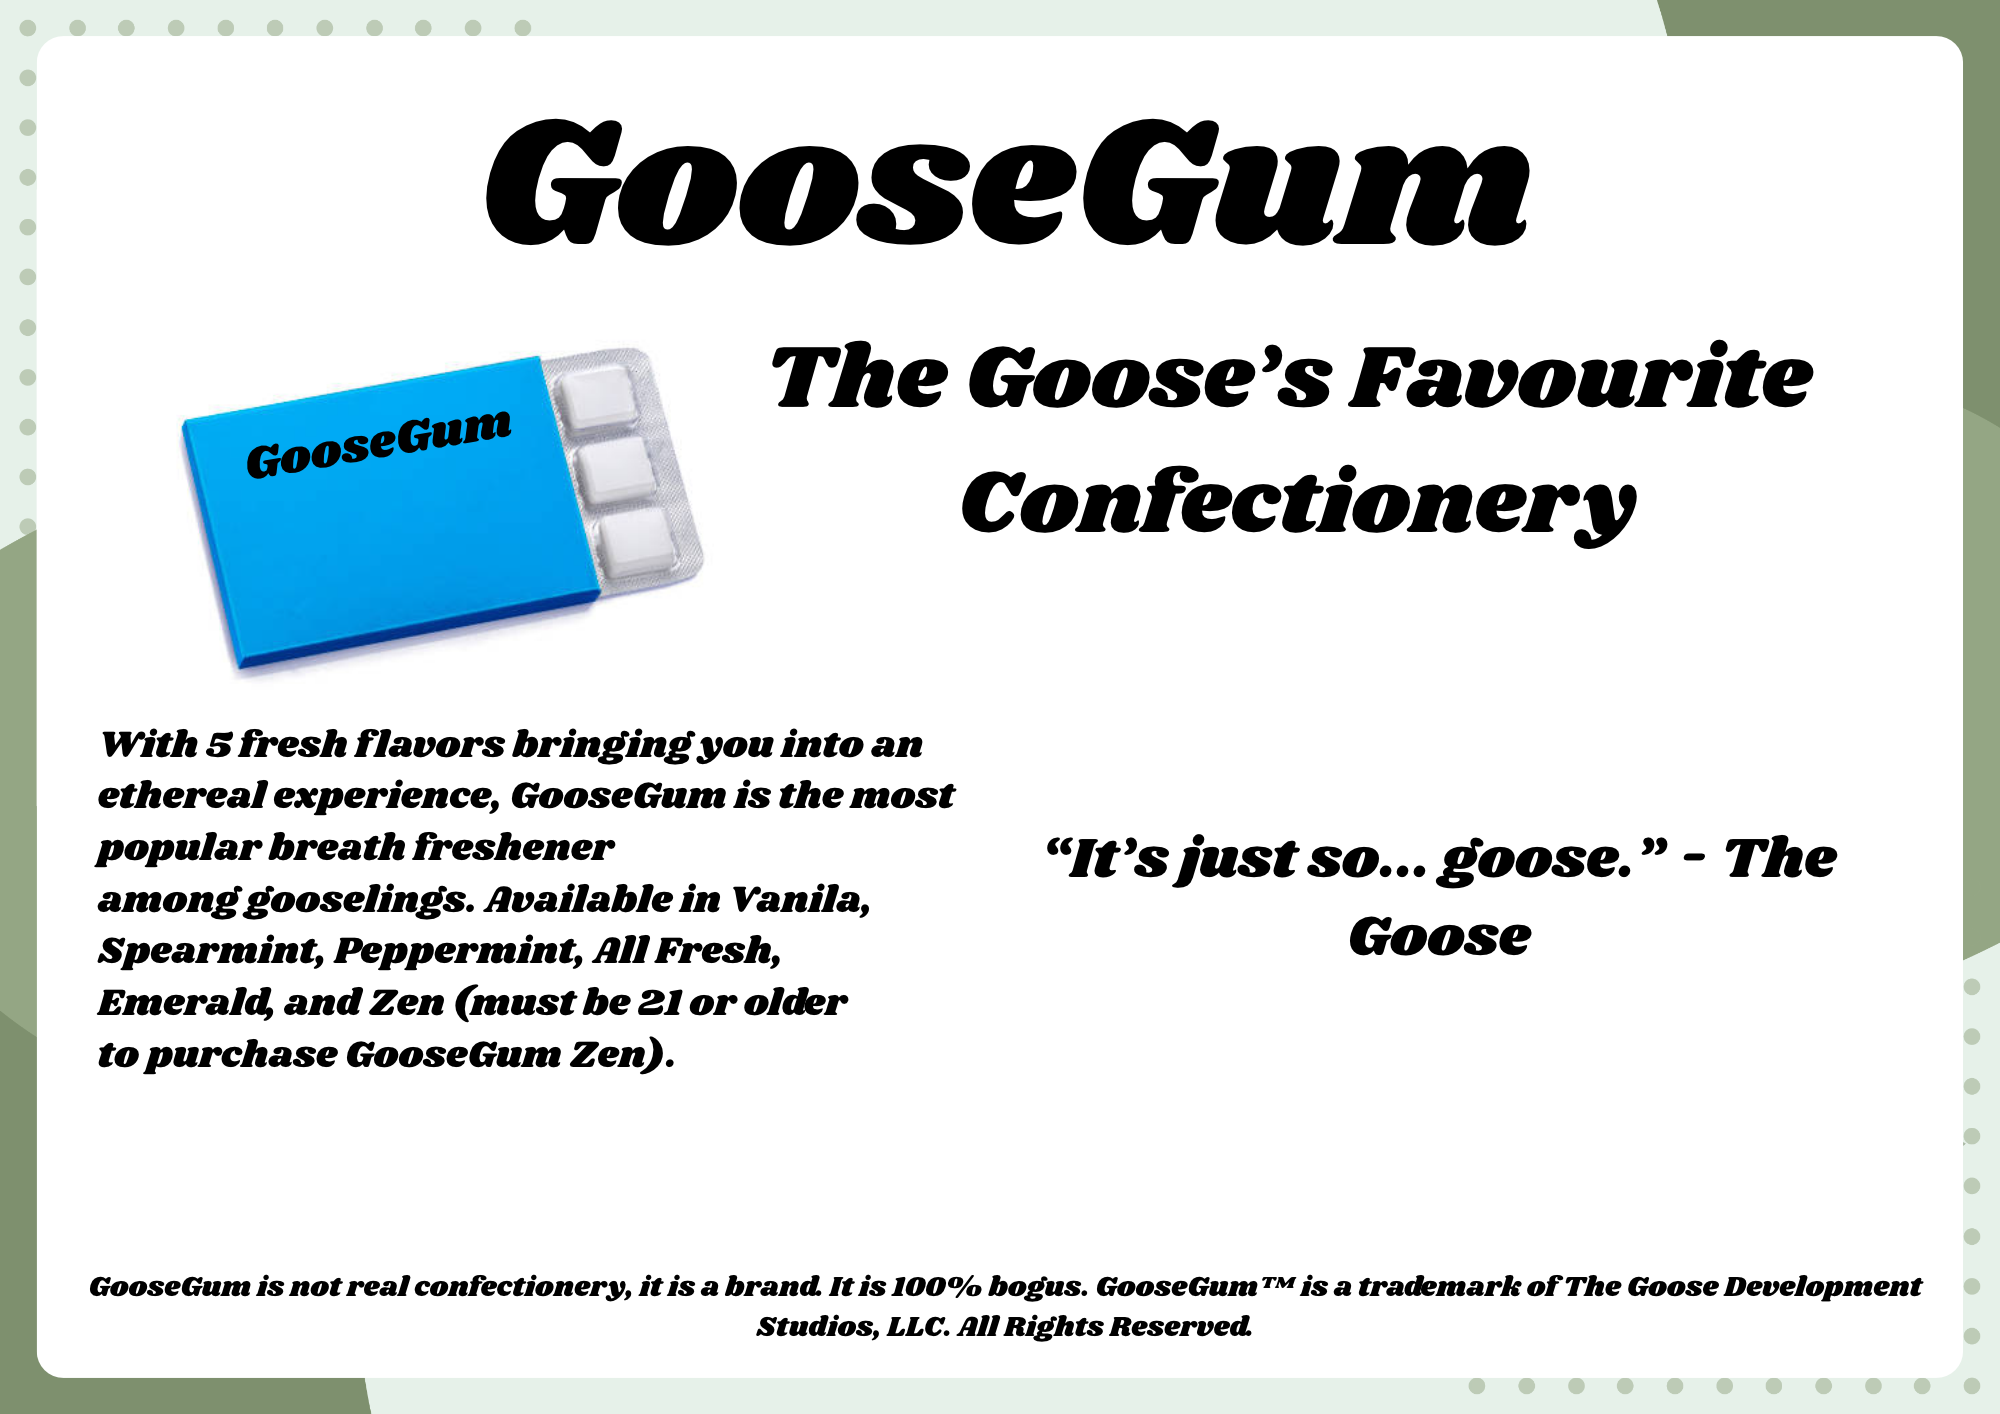 GooseGum
GooseGum
The Goose’s Favourite
Confectionery
With 5 fresh flavors bringing you into an
ethereal experience, GooseGum is the most
popular breath freshener
among gooselings. Available in Vanila,
Spearmint, Peppermint, All Fresh,
Emerald, and Zen (must be 21 or older
to purchase GooseGum Zen).
“It’s just so... goose.” - The
Goose
GooseGum is not real confectionery, it is a brand. It is 100% bogus. GooseGum™ is a trademark of The Goose Development
Studios, LLC. All Rights Reserved.